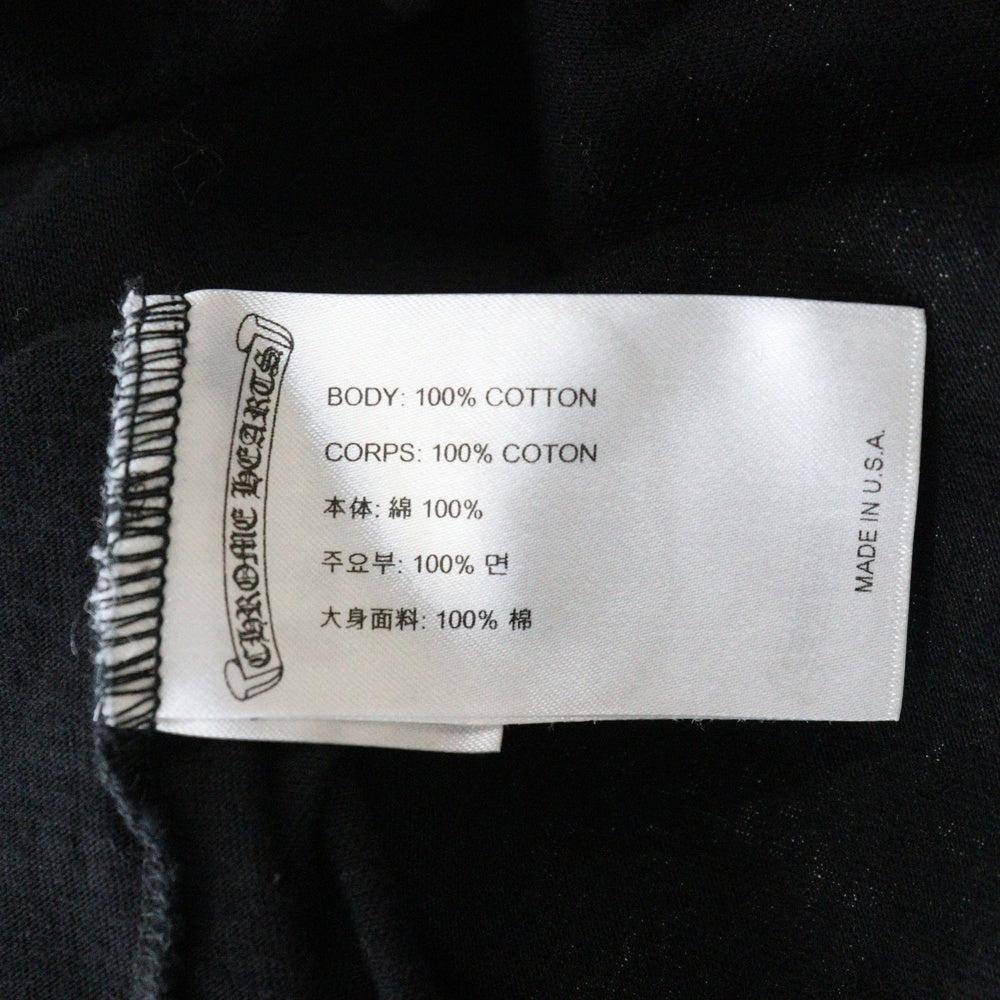 CHROME HEARTS
BODY: 100% COTTON
CORPS: 100% COTON
本体: 綿 100%
주요부: 100% 면
大身面料: 100% 棉
MADE IN U.S.A.